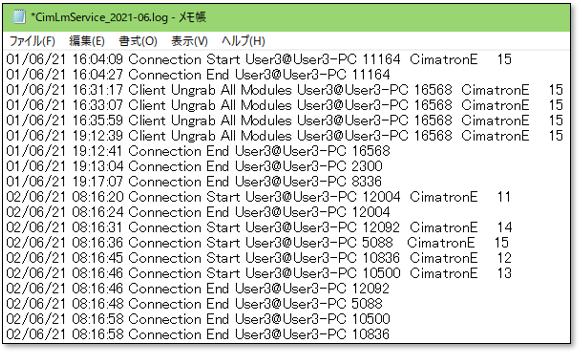 *CimLmService_2021-06.log - メモ帳
ファイル(F) 編集(E) 書式(O) 表示(V) ヘルプ(H)
01/06/21 16:04:09 Connection Start User3@User3-PC 11164 CimatronE 15
01/06/21 16:04:27 Connection End User3@User3-PC 11164
01/06/21 16:31:17 Client Ungrab All Modules User3@User3-PC 16568 CimatronE 15
01/06/21 16:33:07 Client Ungrab All Modules User3@User3-PC 16568 CimatronE 15
01/06/21 16:35:59 Client Ungrab All Modules User3@User3-PC 16568 CimatronE 15
01/06/21 19:12:39 Client Ungrab All Modules User3@User3-PC 16568 CimatronE 15
01/06/21 19:12:41 Connection End User3@User3-PC 16568
01/06/21 19:13:04 Connection End User3@User3-PC 2300
01/06/21 19:17:07 Connection End User3@User3-PC 8336
02/06/21 08:16:20 Connection Start User3@User3-PC 12004 CimatronE 11
02/06/21 08:16:24 Connection End User3@User3-PC 12004
02/06/21 08:16:31 Connection Start User3@User3-PC 12092 CimatronE 14
02/06/21 08:16:36 Connection Start User3@User3-PC 5088 CimatronE 15
02/06/21 08:16:45 Connection Start User3@User3-PC 10836 CimatronE 12
02/06/21 08:16:46 Connection Start User3@User3-PC 10500 CimatronE 13
02/06/21 08:16:46 Connection End User3@User3-PC 12092
02/06/21 08:16:48 Connection End User3@User3-PC 5088
02/06/21 08:16:58 Connection End User3@User3-PC 10500
02/06/21 08:16:58 Connection End User3@User3-PC 10836